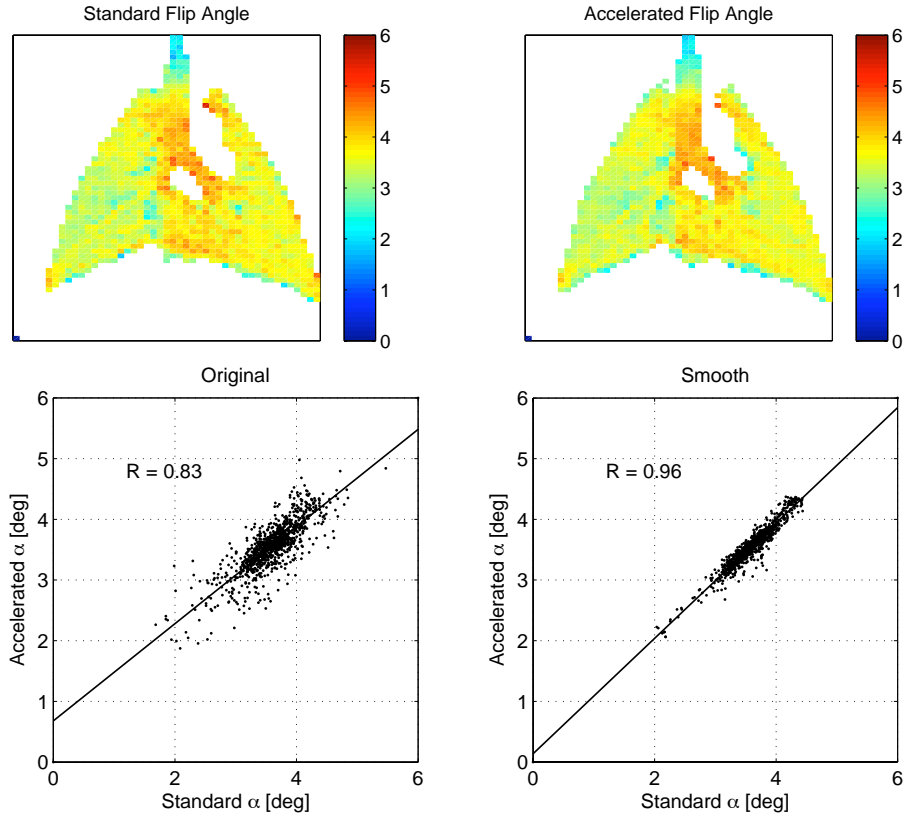 Standard Flip Angle
6
5
4
3
2
1
0
Accelerated Flip Angle
6
5
4
3
2
1
0
Original
R = 0.83
Accelerated α [deg]
6
5
4
3
2
1
0
0 2 4 6
Standard α [deg]
Smooth
R = 0.96
Accelerated α [deg]
6
5
4
3
2
1
0
0 2 4 6
Standard α [deg]